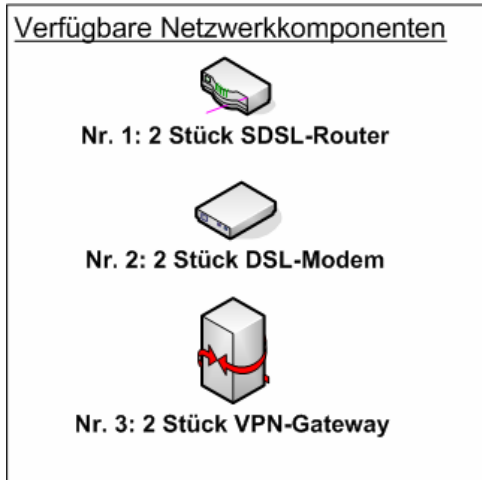 Verfügbare Netzwerkkomponenten
Nr. 1: 2 Stück SDSL-Router
Nr. 2: 2 Stück DSL-Modem
Nr. 3: 2 Stück VPN-Gateway